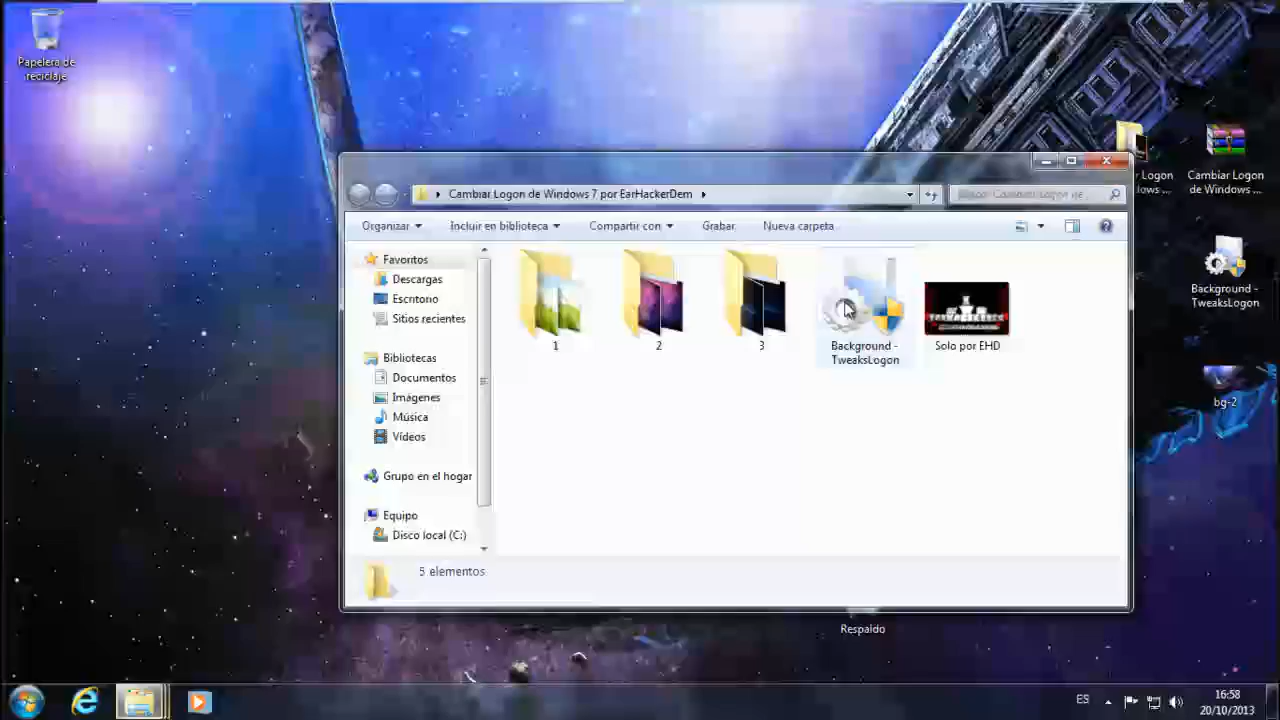 Papelera de
reciclaje
Cambiar Logon de Windows 7 por EarHackerDem
Organizar
Incluir en biblioteca
Compartir con
Grabar
Nueva carpeta
Favoritos
Descargas
Escritorio
Sitios recientes
Bibliotecas
Documentos
Imágenes
Música
Vídeos
Grupo en el hogar
Equipo
Disco local (C:)
1
2
3
Background -
TweaksLogon
Solo por EHD
5 elementos
Logon
Cambiar Logon
de Windows ...
Background -
TweaksLogon
bg-2
Respaldo
ES
16:58
20/10/2013